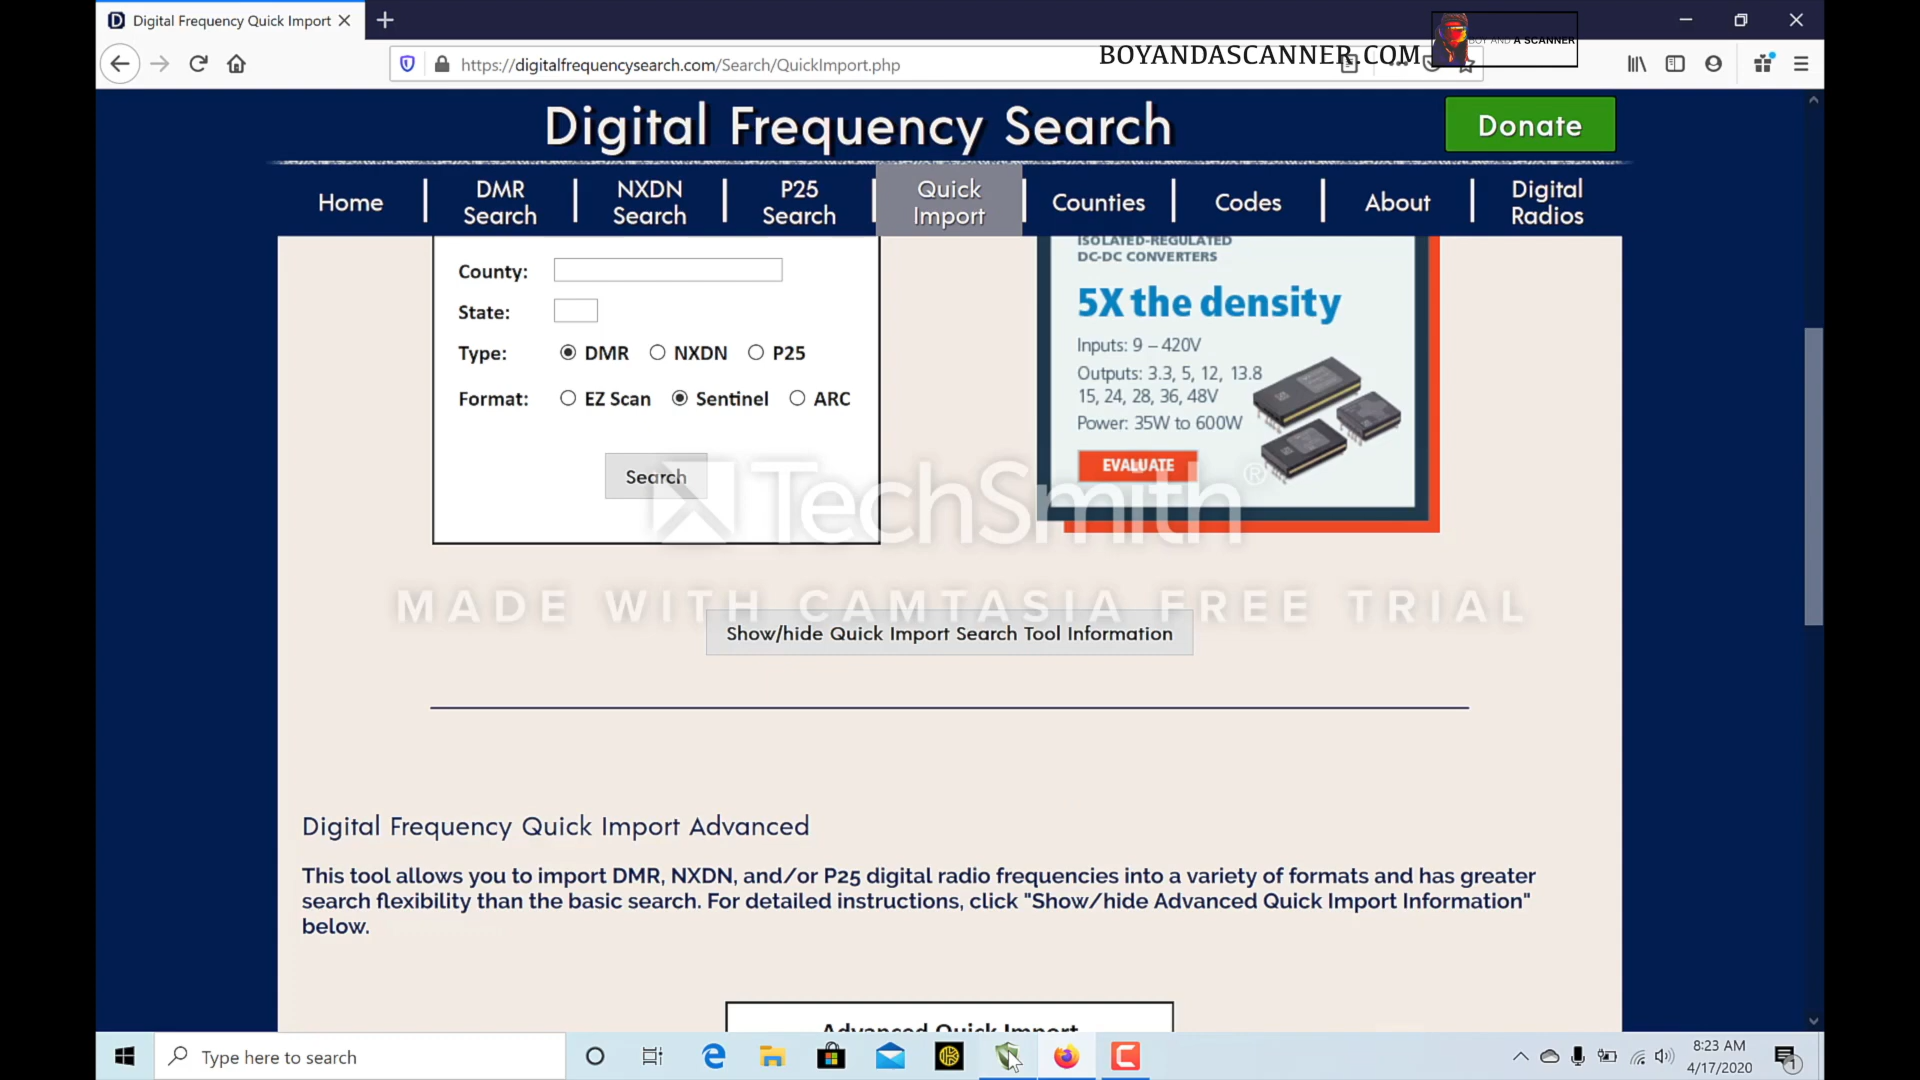 Digital Frequency Quick Import
BOYANDASCANNER.COM
BOY AND A SCANNER
https://digitalfrequencysearch.com/Search/QuickImport.php
Digital Frequency Search
Donate
Home
DMR
Search
NXDN
Search
P25
Search
Quick
Import
Counties
Codes
About
Digital
Radios
County:
State:
Type:
DMR
NXDN
P25
Format:
EZ Scan
Sentinel
ARC
Search
ISOLATED-REGULATED
DC-DC CONVERTERS
5X the density
Inputs: 9 – 420V
Outputs: 3.3, 5, 12, 13.8
15, 24, 28, 36, 48V
Power: 35W to 600W
EVALUATE
TechSmith®
MADE WITH CAMTASIA FREE TRIAL
Show/hide Quick Import Search Tool Information
Digital Frequency Quick Import Advanced
This tool allows you to import DMR, NXDN, and/or P25 digital radio frequencies into a variety of formats and has greater
search flexibility than the basic search. For detailed instructions, click "Show/hide Advanced Quick Import Information"
below.
Advanced Quick Import
Type here to search
8:23 AM
4/17/2020
1